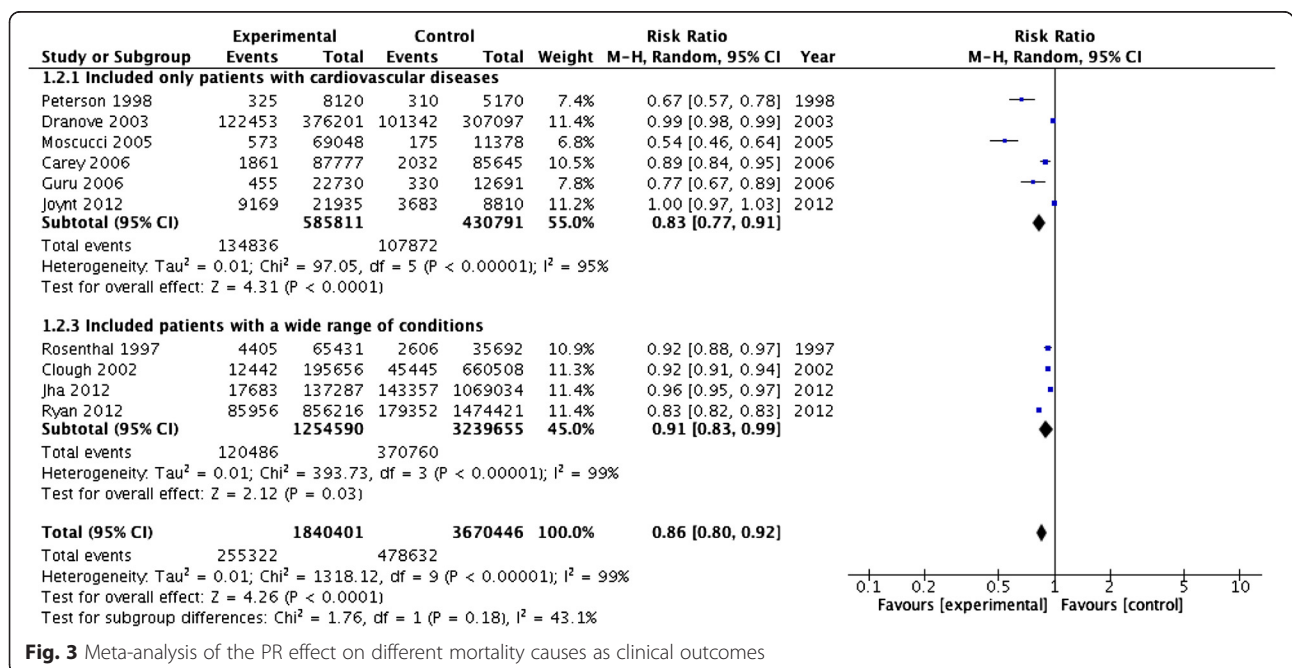 Experimental Control Risk Ratio Risk Ratio
Study or Subgroup Events Total Events Total Weight M-H, Random, 95% CI Year M-H, Random, 95% CI
1.2.1 Included only patients with cardiovascular diseases
Peterson 1998 325 8120 310 5170 7.4% 0.67 [0.57, 0.78] 1998
Dranove 2003 122453 376201 101342 307097 11.4% 0.99 [0.98, 0.99] 2003
Moscucci 2005 573 69048 175 11378 6.8% 0.54 [0.46, 0.64] 2005
Carey 2006 1861 87777 2032 85645 10.5% 0.89 [0.84, 0.95] 2006
Guru 2006 455 22730 330 12691 7.8% 0.77 [0.67, 0.89] 2006
Joynt 2012 9169 21935 3683 8810 11.2% 1.00 [0.97, 1.03] 2012
Subtotal (95% CI) 585811 430791 55.0% 0.83 [0.77, 0.91]
Total events 134836 107872
Heterogeneity: Tau² = 0.01; Chi² = 97.05, df = 5 (P < 0.00001); I² = 95%
Test for overall effect: Z = 4.31 (P < 0.0001)
1.2.3 Included patients with a wide range of conditions
Rosenthal 1997 4405 65431 2606 35692 10.9% 0.92 [0.88, 0.97] 1997
Clough 2002 12442 195656 45445 660508 11.3% 0.92 [0.91, 0.94] 2002
Jha 2012 17683 137287 143357 1069034 11.4% 0.96 [0.95, 0.97] 2012
Ryan 2012 85956 856216 179352 1474421 11.4% 0.83 [0.82, 0.83] 2012
Subtotal (95% CI) 1254590 3239655 45.0% 0.91 [0.83, 0.99]
Total events 120486 370760
Heterogeneity: Tau² = 0.01; Chi² = 393.73, df = 3 (P < 0.00001); I² = 99%
Test for overall effect: Z = 2.12 (P = 0.03)
Total (95% CI) 1840401 3670446 100.0% 0.86 [0.80, 0.92]
Total events 255322 478632
Heterogeneity: Tau² = 0.01; Chi² = 1318.12, df = 9 (P < 0.00001); I² = 99%
Test for overall effect: Z = 4.26 (P < 0.0001)
Test for subgroup differences: Chi² = 1.76, df = 1 (P = 0.18), I² = 43.1%
0.1 0.2 0.5 1 2 5 10
Favours [experimental] Favours [control]
Fig. 3 Meta-analysis of the PR effect on different mortality causes as clinical outcomes